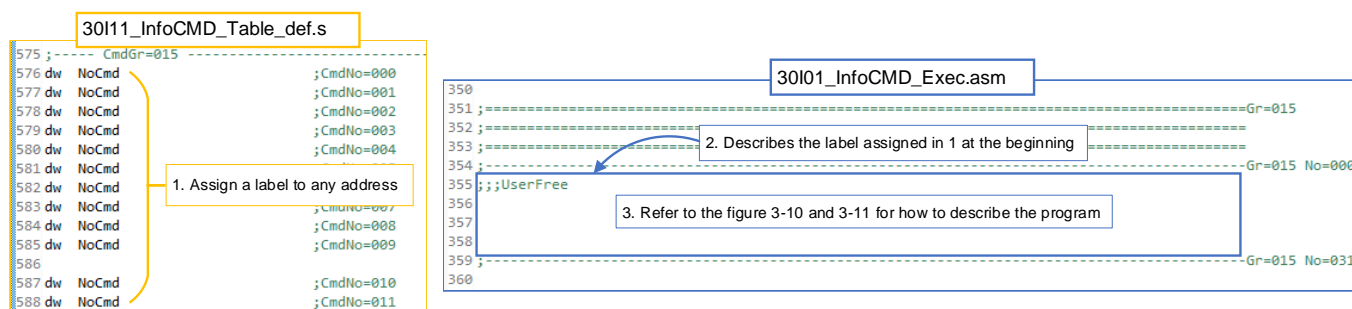 30I11_InfoCMD_Table_def.s
575 ;----- CmdGr=015 ------------------------------
576 dw NoCmd ;CmdNo=000
577 dw NoCmd ;CmdNo=001
578 dw NoCmd ;CmdNo=002
579 dw NoCmd ;CmdNo=003
580 dw NoCmd ;CmdNo=004
581 dw NoCmd
582 dw NoCmd
583 dw NoCmd ;CmdNo=007
584 dw NoCmd ;CmdNo=008
585 dw NoCmd ;CmdNo=009
586
587 dw NoCmd ;CmdNo=010
588 dw NoCmd ;CmdNo=011
1. Assign a label to any address
30I01_InfoCMD_Exec.asm
350
351 ;===============================================================================Gr=015
352 ;===============================================================================
353 ;===============================================================================
354 ;-------------------------------------------------------------------------------Gr=015 No=000
355 ;;;UserFree
356
357
358
359 ;-------------------------------------------------------------------------------Gr=015 No=031
360
2. Describes the label assigned in 1 at the beginning
3. Refer to the figure 3-10 and 3-11 for how to describe the program